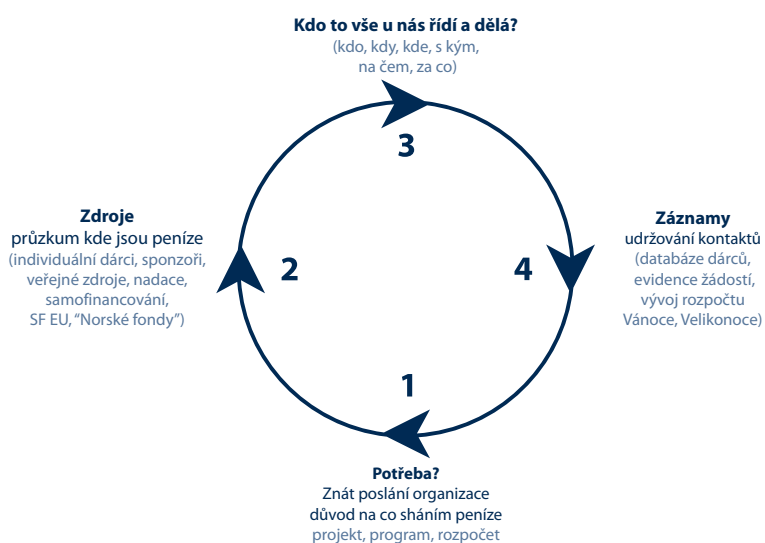 Kdo to vše u nás řídí a dělá?
(kdo, kdy, kde, s kým,
na čem, za co)
3
Zdroje
průzkum kde jsou peníze
(individuální dárci, sponzoři,
veřejné zdroje, nadace,
samofinancování,
SF EU, “Norské fondy”)
2
4
Záznamy
udržování kontaktů
(databáze dárců,
evidence žádostí,
vývoj rozpočtu
Vánoce, Velikonoce)
1
Potřeba?
Znát poslání organizace
důvod na co sháním peníze
projekt, program, rozpočet